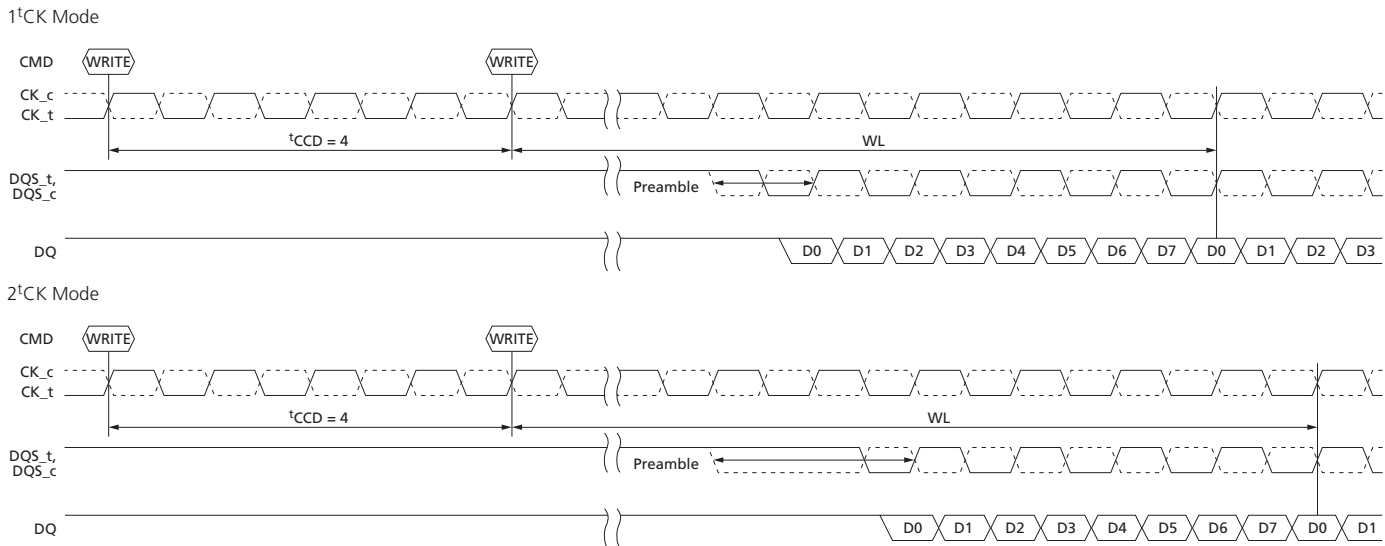 1tCK Mode
CMD WRITE WRITE
CK_c
CK_t
tCCD = 4 WL
DQS_t,
DQS_c
Preamble
DQ D0 D1 D2 D3 D4 D5 D6 D7 D0 D1 D2 D3
2tCK Mode
CMD WRITE WRITE
CK_c
CK_t
tCCD = 4 WL
DQS_t,
DQS_c
Preamble
DQ D0 D1 D2 D3 D4 D5 D6 D7 D0 D1